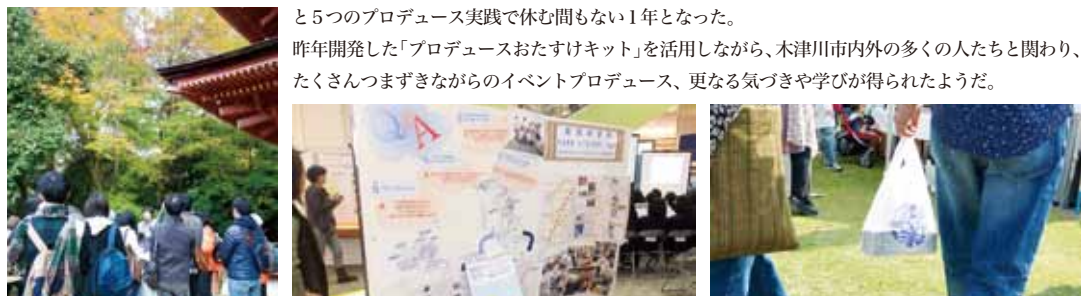 と５つのプロデュース実践で休む間もない１年となった。
昨年開発した「プロデュースおたすけキット」を活用しながら、木津川市内外の多くの人たちと関わり、
たくさんつまずきながらのイベントプロデュース、更なる気づきや学びが得られたようだ。
Q A